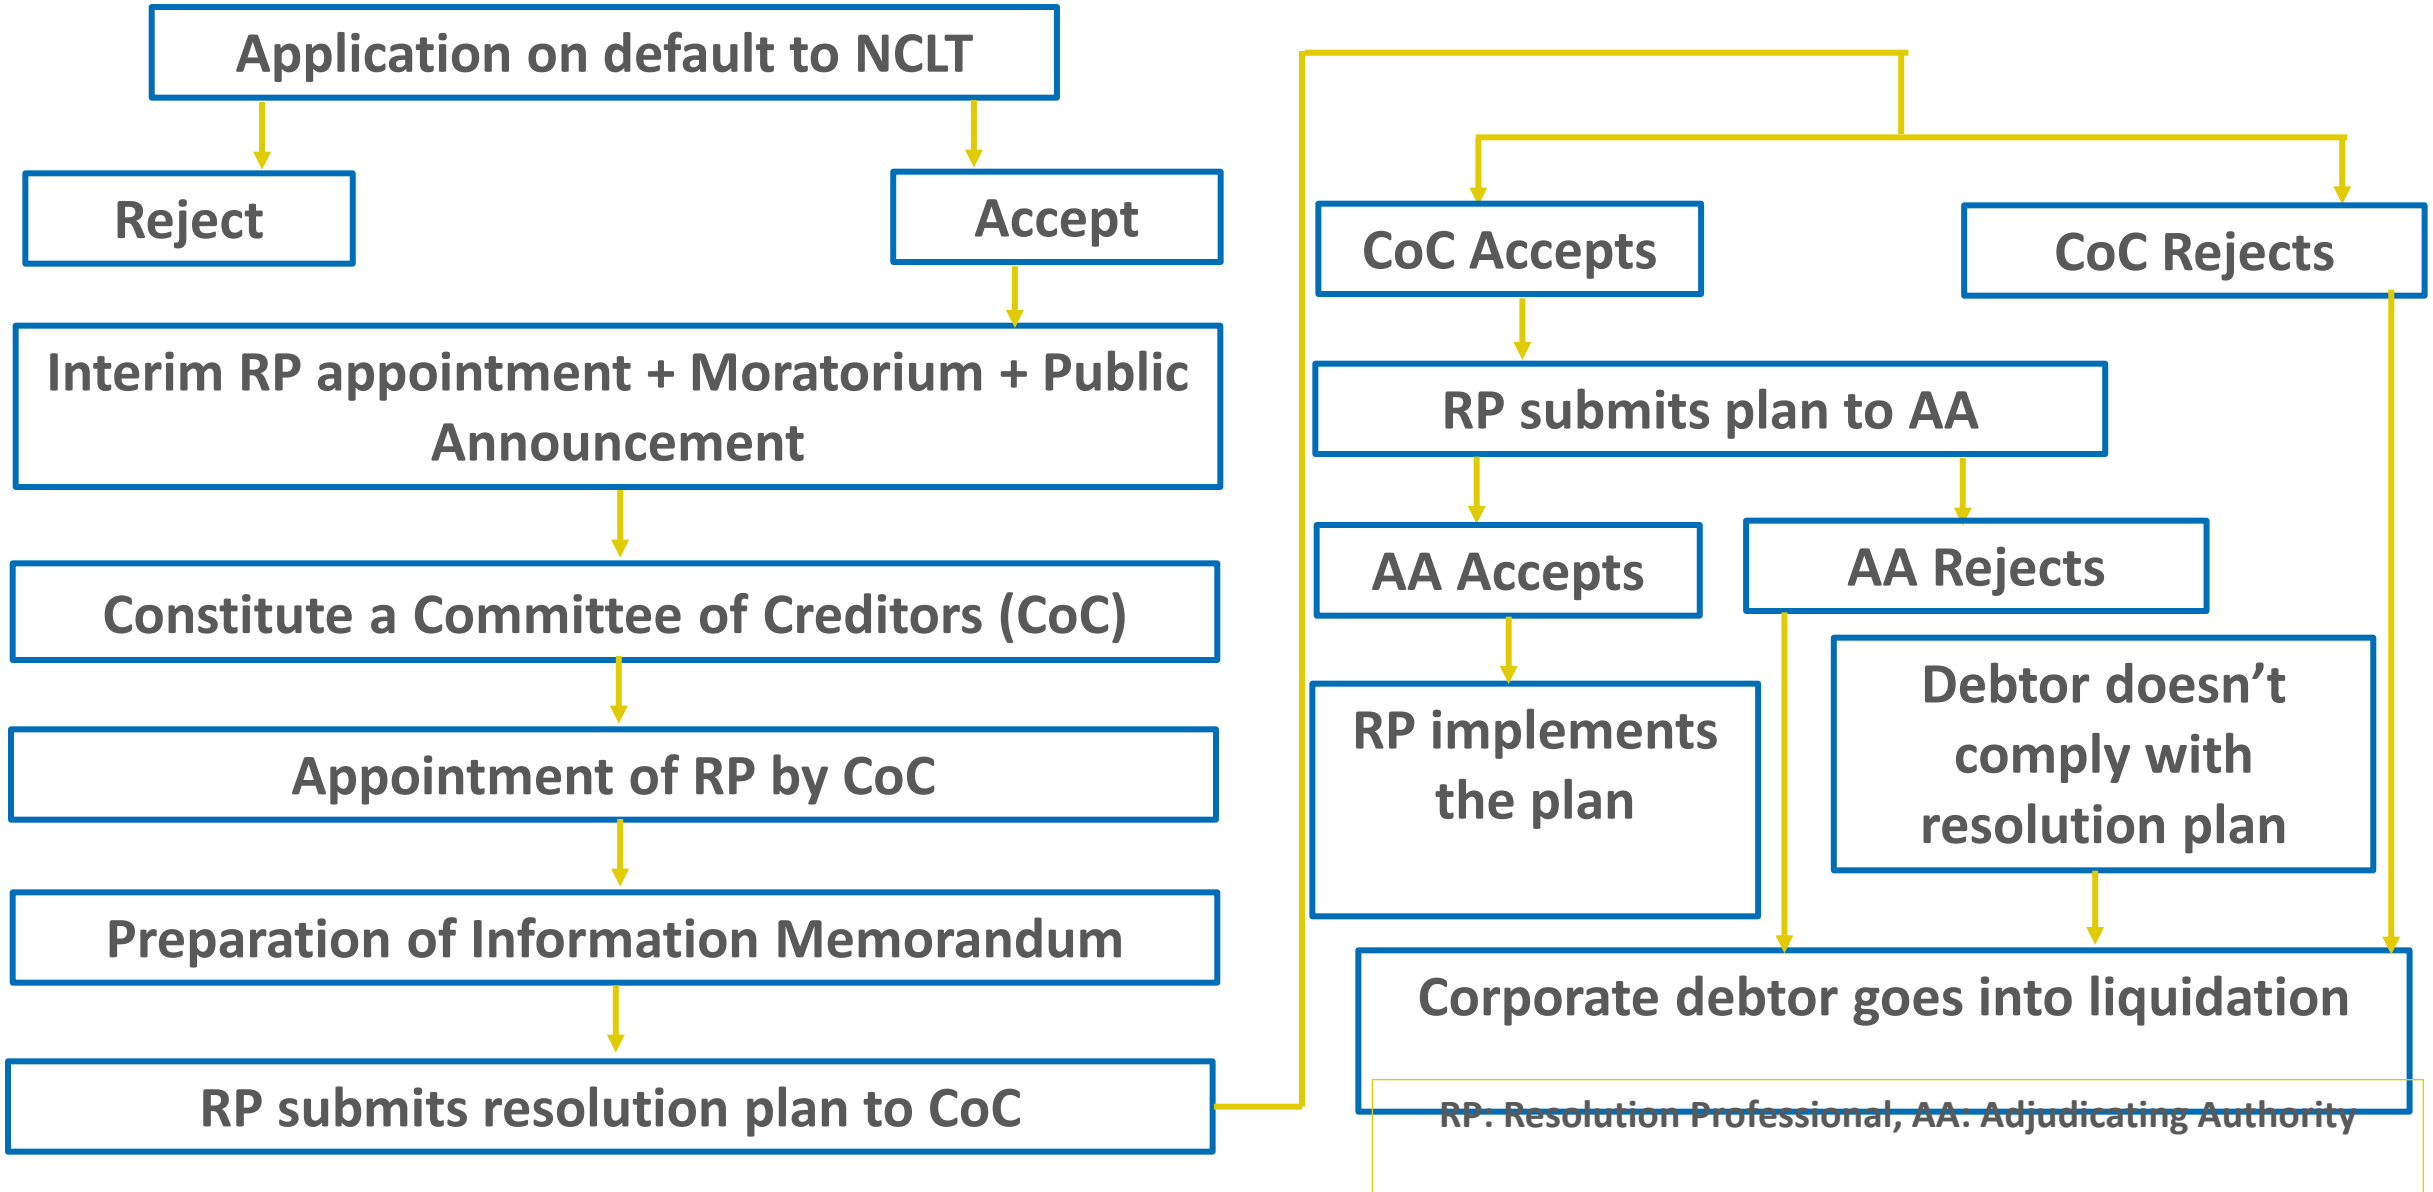 Application on default to NCLT
Reject
Accept
Interim RP appointment + Moratorium + Public
Announcement
Constitute a Committee of Creditors (CoC)
Appointment of RP by CoC
Preparation of Information Memorandum
RP submits resolution plan to CoC
CoC Accepts
CoC Rejects
RP submits plan to AA
AA Accepts
AA Rejects
RP implements
the plan
Debtor doesn’t
comply with
resolution plan
Corporate debtor goes into liquidation
RP: Resolution Professional, AA: Adjudicating Authority